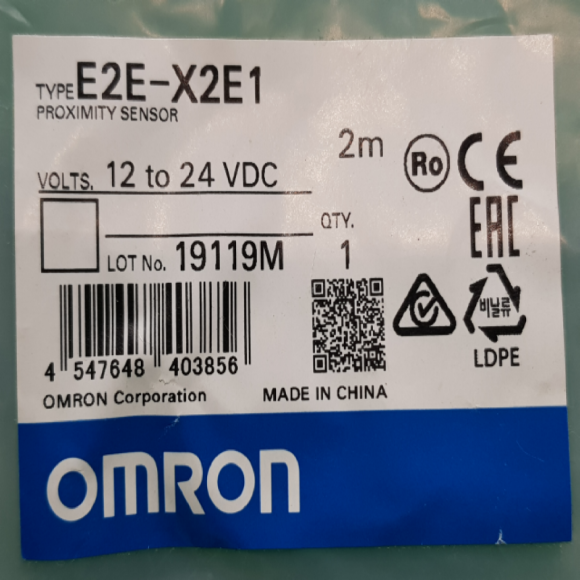 TYPE E2E-X2E1
PROXIMITY SENSOR
2m
Ro CE
VOLTS. 12 to 24 VDC
EAC
QTY.
LOT No. 19119M 1
비닐류
LDPE
4 547648 403856
OMRON Corporation MADE IN CHINA
OMRON